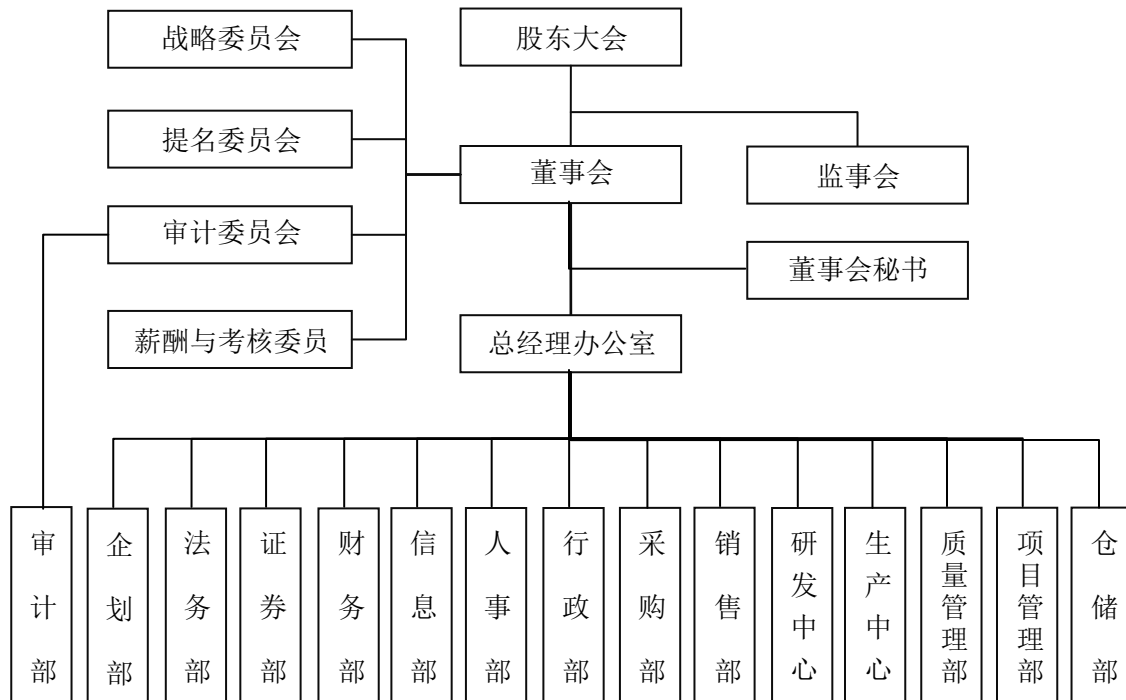 战略委员会
股东大会
提名委员会
董事会
监事会
审计委员会
董事会秘书
薪酬与考核委员
总经理办公室
审计部
企划部
法务部
证券部
财务部
信息部
人事部
行政部
采购部
销售部
研发中心
生产中心
质量管理部
项目管理部
仓储部